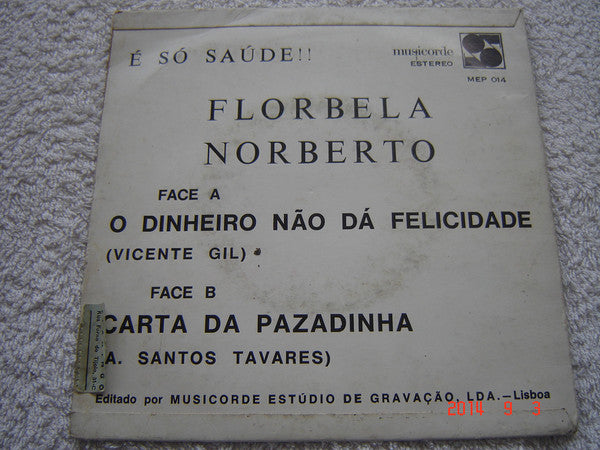 É SÓ SAÚDE!!
musicorde
ESTEREO
MEP 014
FLORBELA
NORBERTO
FACE A
O DINHEIRO NÃO DÁ FELICIDADE
(VICENTE GIL)
FACE B
CARTA DA PAZADINHA
(A. SANTOS TAVARES)
Editado por MUSICORDE ESTÚDIO DE GRAVAÇÃO, LDA.—Lisboa
2014 9 3